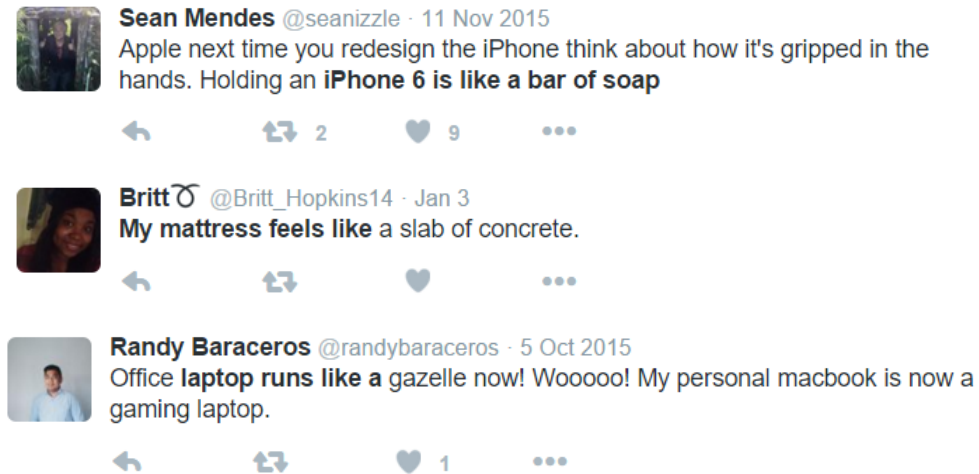 Sean Mendes @seanizzle · 11 Nov 2015
Apple next time you redesign the iPhone think about how it's gripped in the
hands. Holding an iPhone 6 is like a bar of soap
2 9
Britt➰ @Britt_Hopkins14 · Jan 3
My mattress feels like a slab of concrete.
Randy Baraceros @randybaraceros · 5 Oct 2015
Office laptop runs like a gazelle now! Wooooo! My personal macbook is now a
gaming laptop.
1